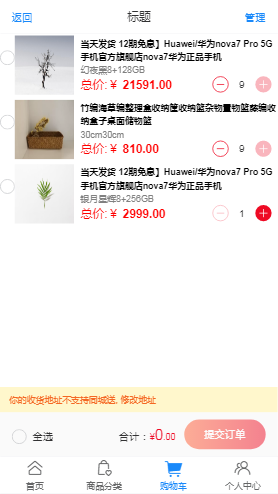 返回 标题 管理
当天发货 12期免息】Huawei/华为nova7 Pro 5G
手机官方旗舰店nova7华为正品手机
幻夜黑8+128GB
总价: ¥ 21591.00 9
竹编海草编整理盒收纳筐收纳篮杂物置物篮藤编收
纳盒子桌面储物篮
30cm30cm
总价: ¥ 810.00 9
当天发货 12期免息】Huawei/华为nova7 Pro 5G
手机官方旗舰店nova7华为正品手机
银月星辉8+256GB
总价: ¥ 2999.00 1
你的收货地址不支持同城送, 修改地址
全选 合计：¥0.00 提交订单
首页 商品分类 购物车 个人中心